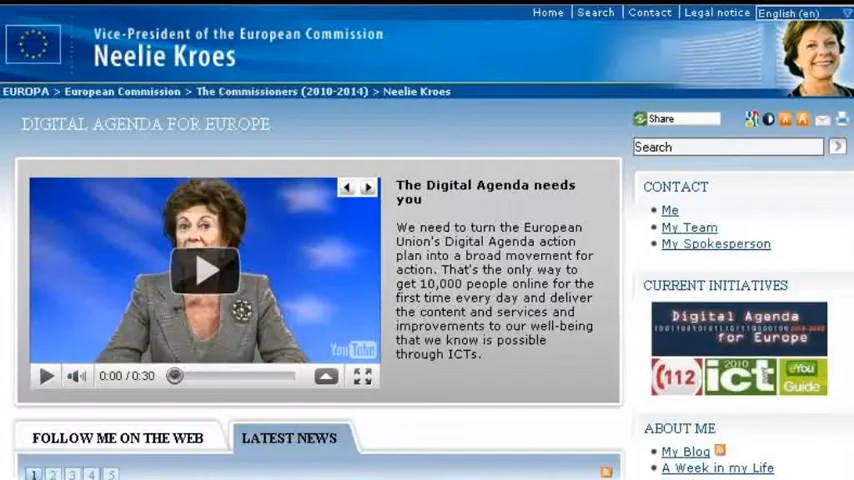 Home | Search | Contact | Legal notice English (en)
Vice-President of the European Commission
Neelie Kroes
EUROPA > European Commission > The Commissioners (2010-2014) > Neelie Kroes
DIGITAL AGENDA FOR EUROPE
Share
Search
The Digital Agenda needs
you
We need to turn the European
Union's Digital Agenda action
plan into a broad movement for
action. That's the only way to
get 10,000 people online for the
first time every day and deliver
the content and services and
improvements to our well-being
that we know is possible
through ICTs.
YouTube
0:00 / 0:30
CONTACT
Me
My Team
My Spokesperson
CURRENT INITIATIVES
Digital Agenda
for Europe
112
2010
ict
eYou
Guide
FOLLOW ME ON THE WEB
LATEST NEWS
1 2 3 4 5
ABOUT ME
My Blog
A Week in my Life